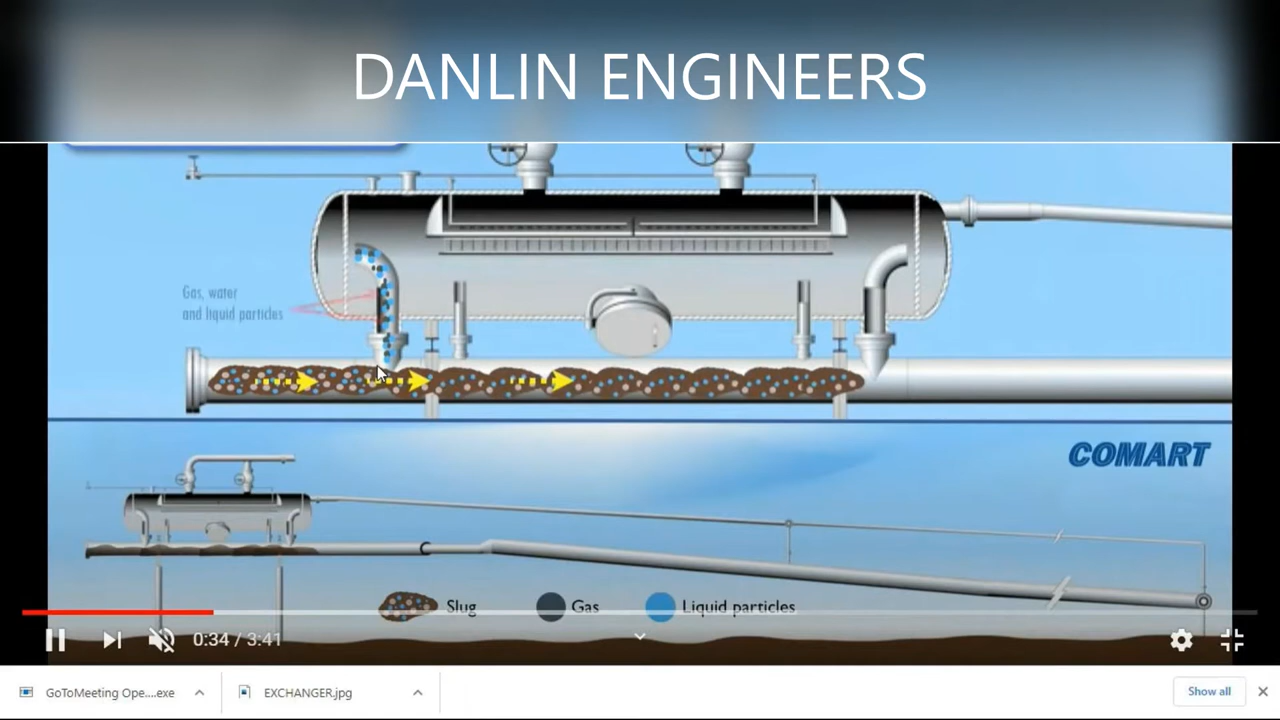 DANLIN ENGINEERS
Gas, water
and liquid particles
COMART
Slug
Gas
Liquid particles
0:34 / 3:41
GoToMeeting Ope....exe
EXCHANGER.jpg
Show all